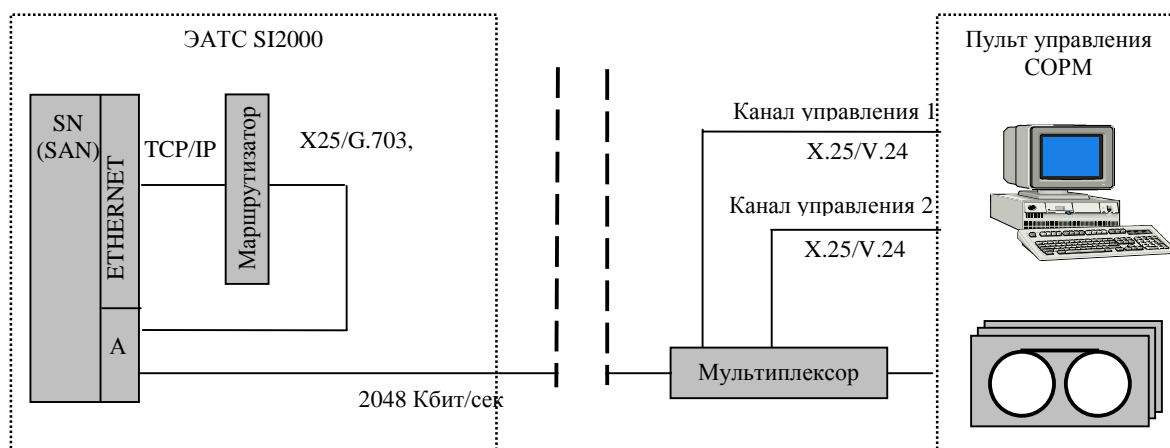 ЭАТС SI2000
Пульт управления
СОРМ
SN
(SAN)
ETHERNET
A
TCP/IP
Маршрутизатор
X25/G.703,
2048 Кбит/сек
Канал управления 1
X.25/V.24
Канал управления 2
X.25/V.24
Мультиплексор